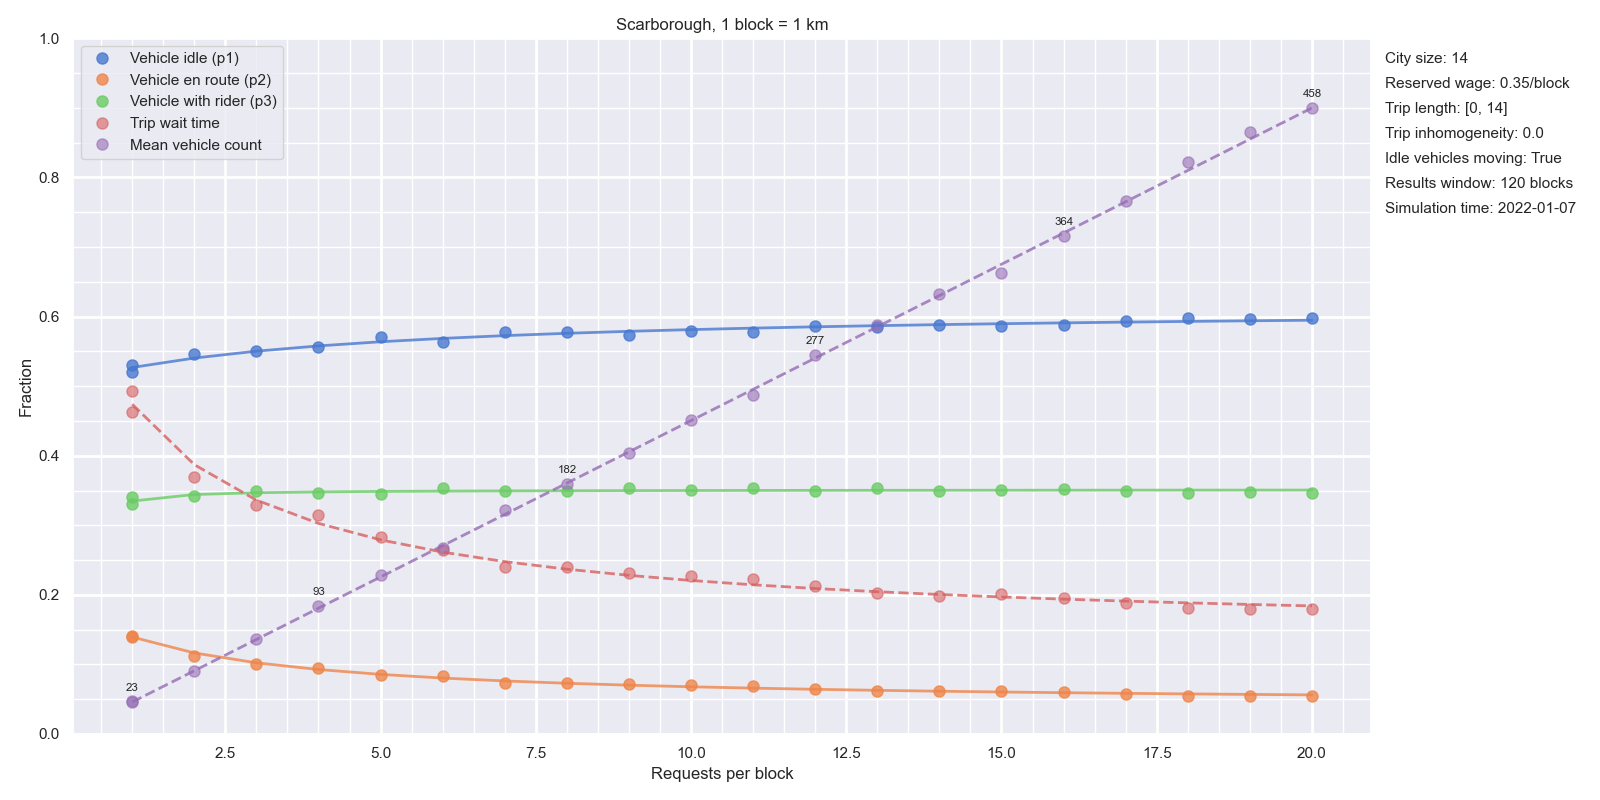 Scarborough, 1 block = 1 km
1.0
0.8
0.6
0.4
0.2
0.0
Fraction
Vehicle idle (p1)
Vehicle en route (p2)
Vehicle with rider (p3)
Trip wait time
Mean vehicle count
23
93
182
277
364
458
2.5
5.0
7.5
10.0
12.5
15.0
17.5
20.0
Requests per block
City size: 14
Reserved wage: 0.35/block
Trip length: [0, 14]
Trip inhomogeneity: 0.0
Idle vehicles moving: True
Results window: 120 blocks
Simulation time: 2022-01-07